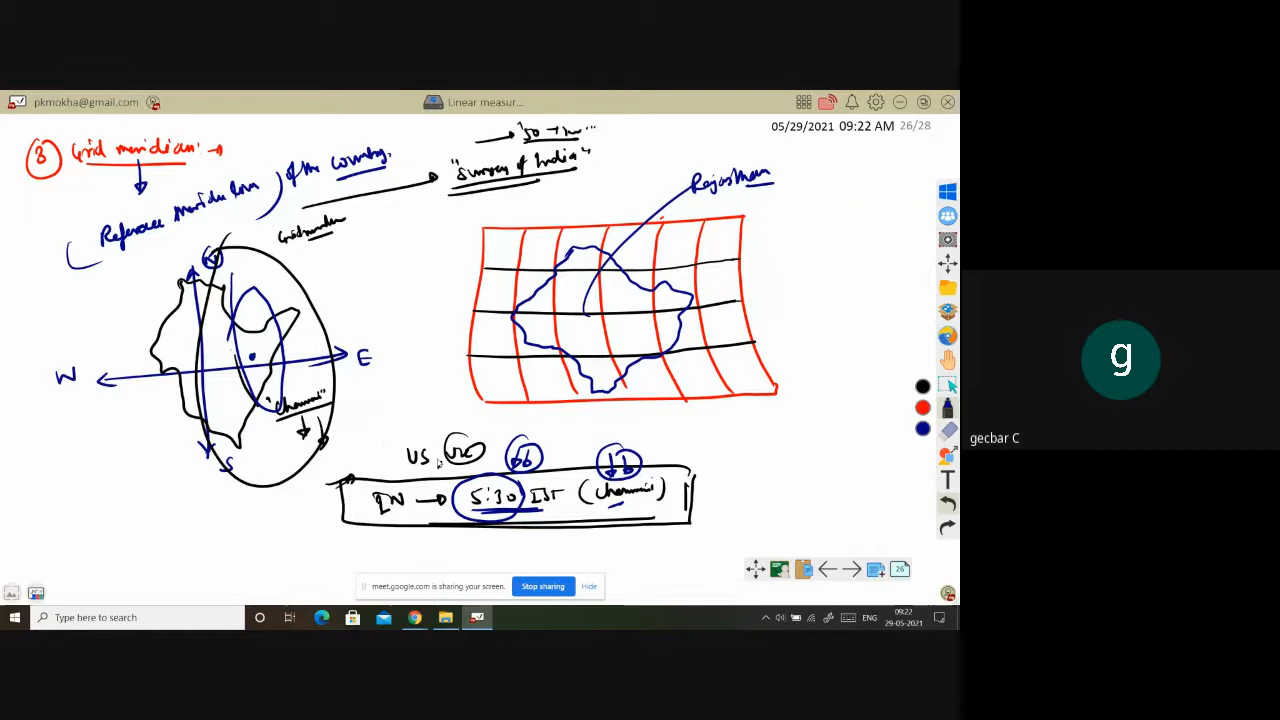 pkmokha@gmail.com
Linear measur...
05/29/2021 09:22 AM 26/28
3 Grid meridian: →
Reference meridian of the country.
"Survey of India"
Rajasthan
N
W
E
S
"Chennai"
US
IN → 5:30 IST (Chennai)
T
26
meet.google.com is sharing your screen.
Stop sharing
Hide
Type here to search
ENG
09:22
29-05-2021
g
gecbar C